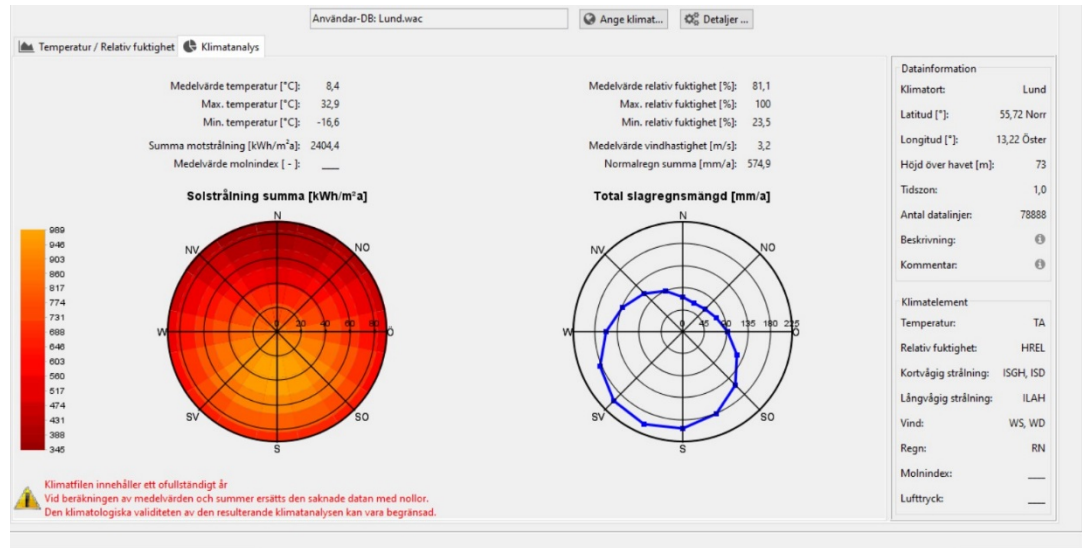 Användar-DB: Lund.wac
Ange klimat...
Detaljer ...
Temperatur / Relativ fuktighet
Klimatanalys
Medelvärde temperatur [°C]: 8,4
Max. temperatur [°C]: 32,9
Min. temperatur [°C]: -16,6
Summa motstrålning [kWh/m²a]: 2404,4
Medelvärde molnindex [ - ]: ___
Medelvärde relativ fuktighet [%]: 81,1
Max. relativ fuktighet [%]: 100
Min. relativ fuktighet [%]: 23,5
Medelvärde vindhastighet [m/s]: 3,2
Normalregn summa [mm/a]: 574,9
Solstrålning summa [kWh/m²a]
N
NV NO
W 0 20 40 60 80 Ö
SV SO
S
989
946
903
860
817
774
731
688
646
603
560
517
474
431
388
345
Total slagregnsmängd [mm/a]
N
NV NO
W 0 45 90 135 180 225 Ö
SV SO
S
Klimatfilen innehåller ett ofullständigt år
Vid beräkningen av medelvärden och summer ersätts den saknade datan med nollor.
Den klimatologiska validiteten av den resulterande klimatanalysen kan vara begränsad.
Datainformation
Klimatort: Lund
Latitud [°]: 55,72 Norr
Longitud [°]: 13,22 Öster
Höjd över havet [m]: 73
Tidszon: 1,0
Antal datalinjer: 78888
Beskrivning:
Kommentar:
Klimatelement
Temperatur: TA
Relativ fuktighet: HREL
Kortvågig strålning: ISGH, ISD
Långvågig strålning: ILAH
Vind: WS, WD
Regn: RN
Molnindex: ___
Lufttryck: ___